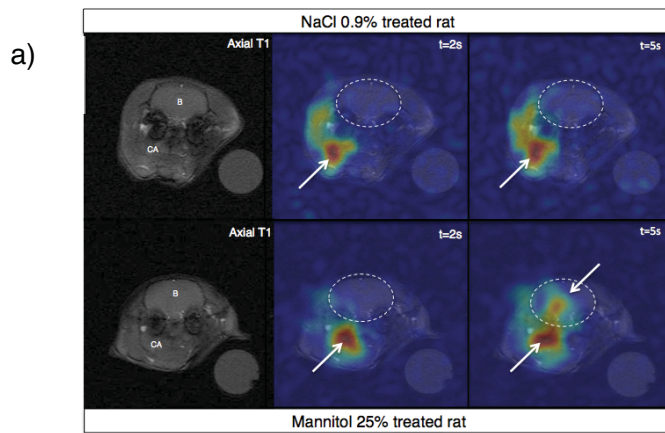 NaCl 0.9% treated rat
a)
Axial T1
t=2s
t=5s
B
CA
Axial T1
t=2s
t=5s
B
CA
Mannitol 25% treated rat